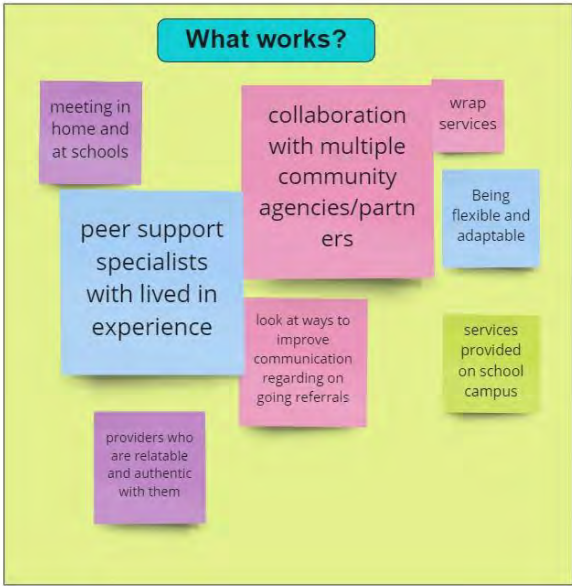 What works?
meeting in
home and
at schools
collaboration
with multiple
community
agencies/partn
ers
wrap
services
peer support
specialists
with lived in
experience
Being
flexible and
adaptable
look at ways to
improve
communication
regarding on
going referrals
services
provided
on school
campus
providers who
are relatable
and authentic
with them